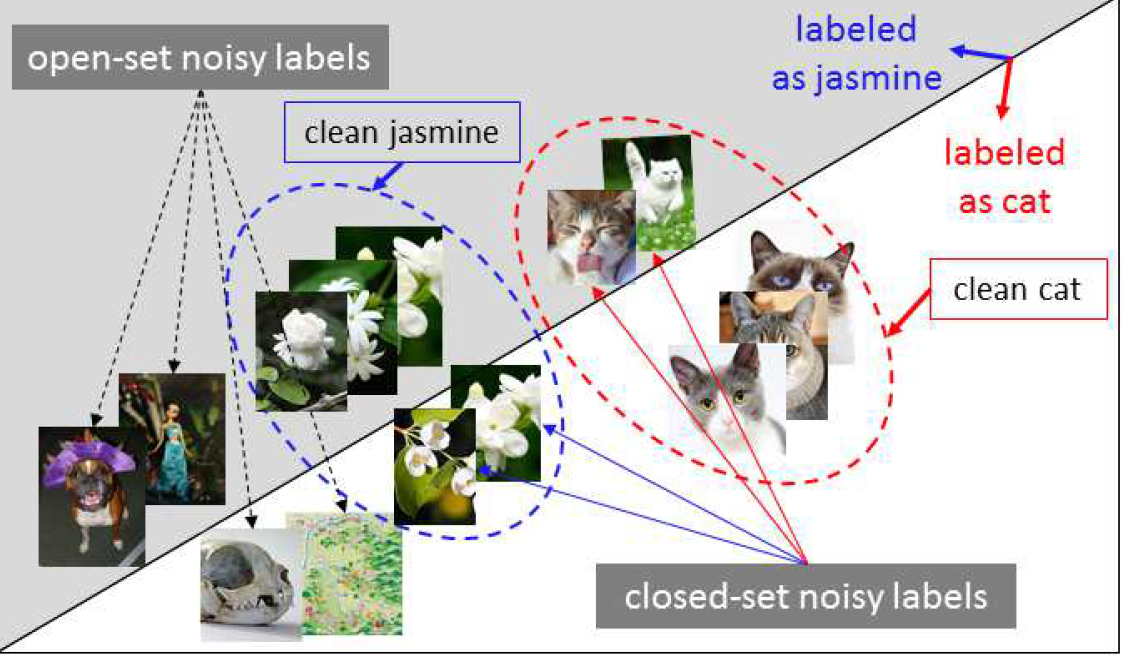 open-set noisy labels
labeled
as jasmine
clean jasmine
labeled
as cat
clean cat
closed-set noisy labels